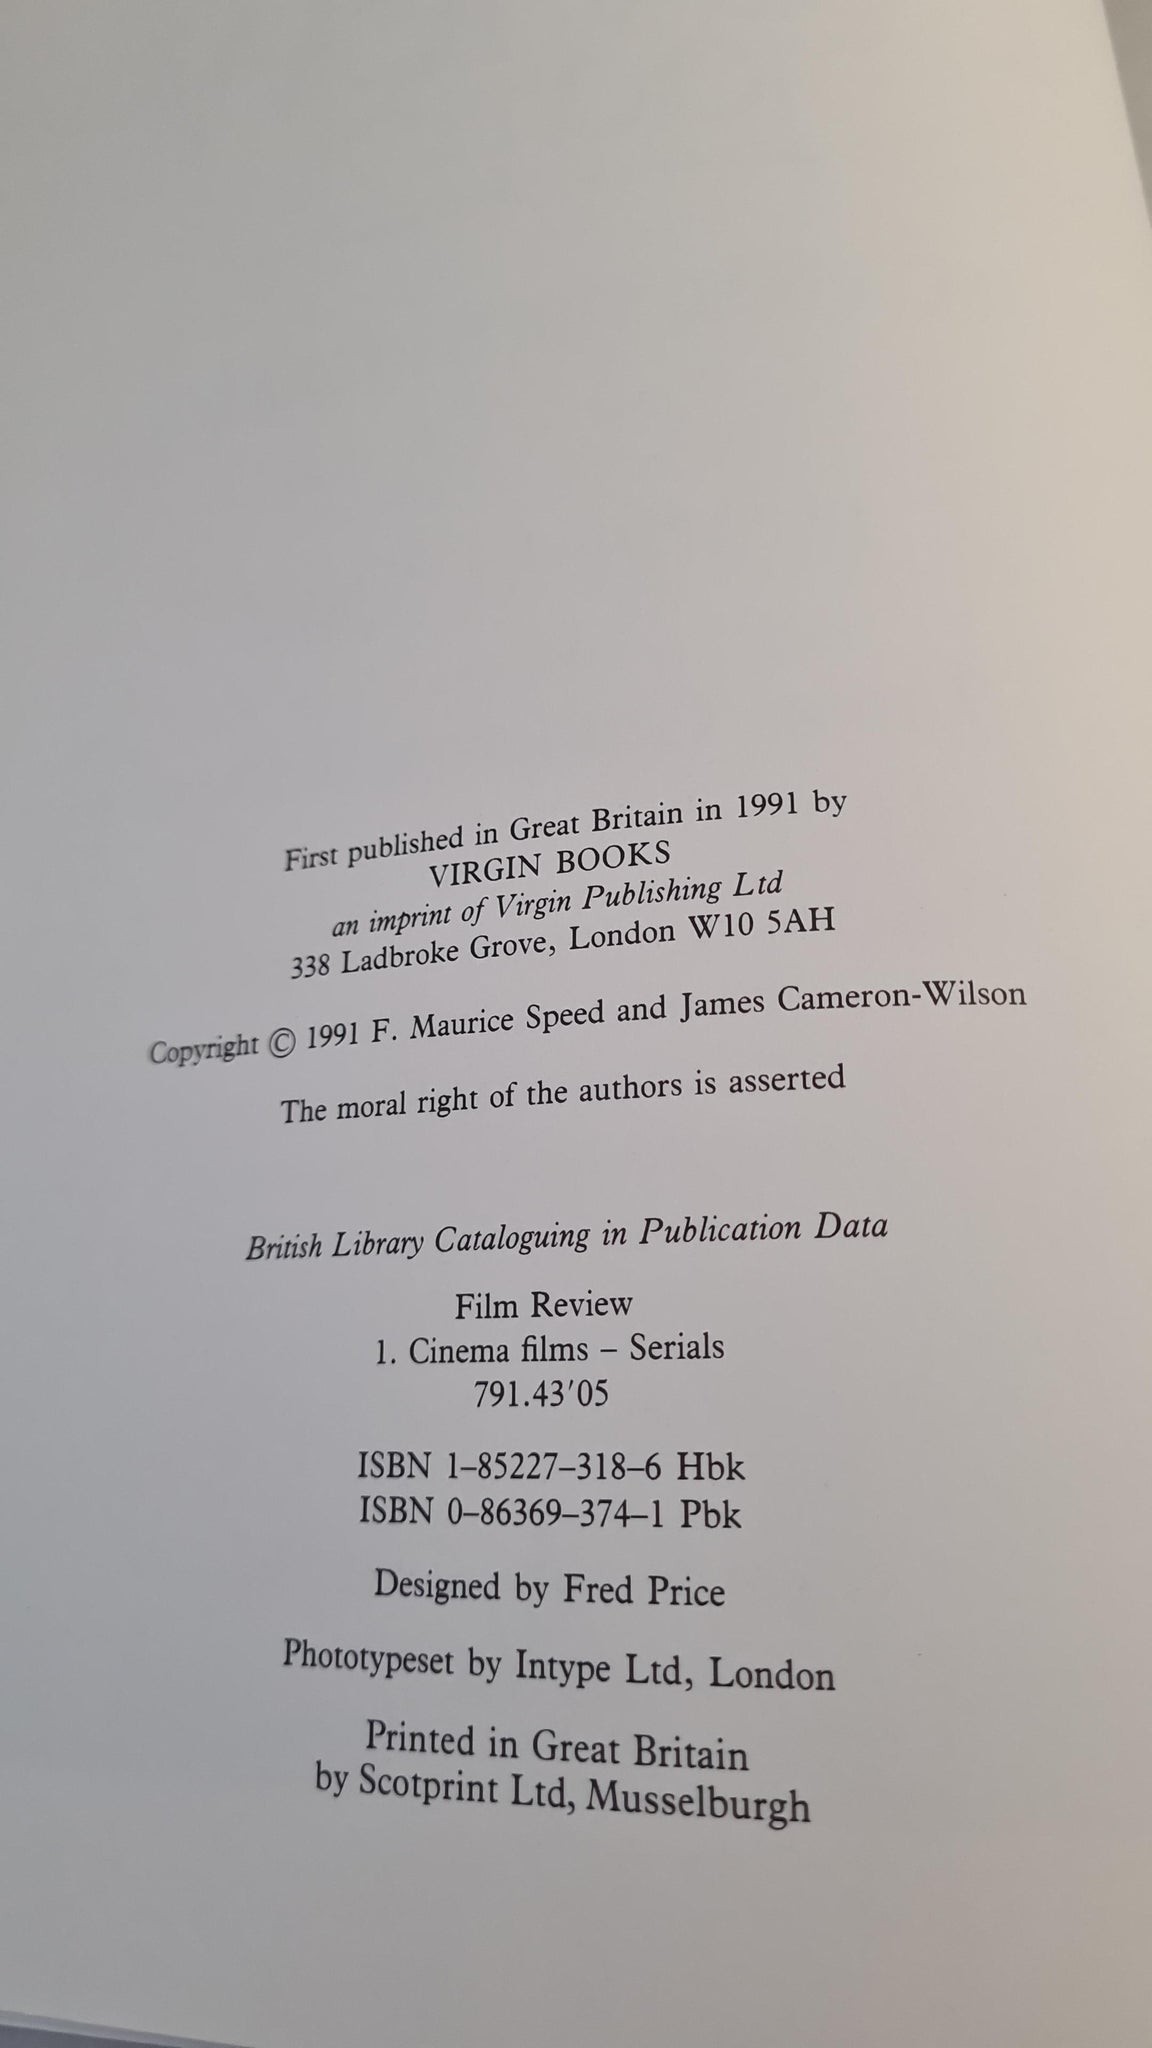 First published in Great Britain in 1991 by
VIRGIN BOOKS
an imprint of Virgin Publishing Ltd
338 Ladbroke Grove, London W10 5AH
Copyright © 1991 F. Maurice Speed and James Cameron-Wilson
The moral right of the authors is asserted
British Library Cataloguing in Publication Data
Film Review
1. Cinema films – Serials
791.43'05
ISBN 1–85227–318–6 Hbk
ISBN 0–86369–374–1 Pbk
Designed by Fred Price
Phototypeset by Intype Ltd, London
Printed in Great Britain
by Scotprint Ltd, Musselburgh